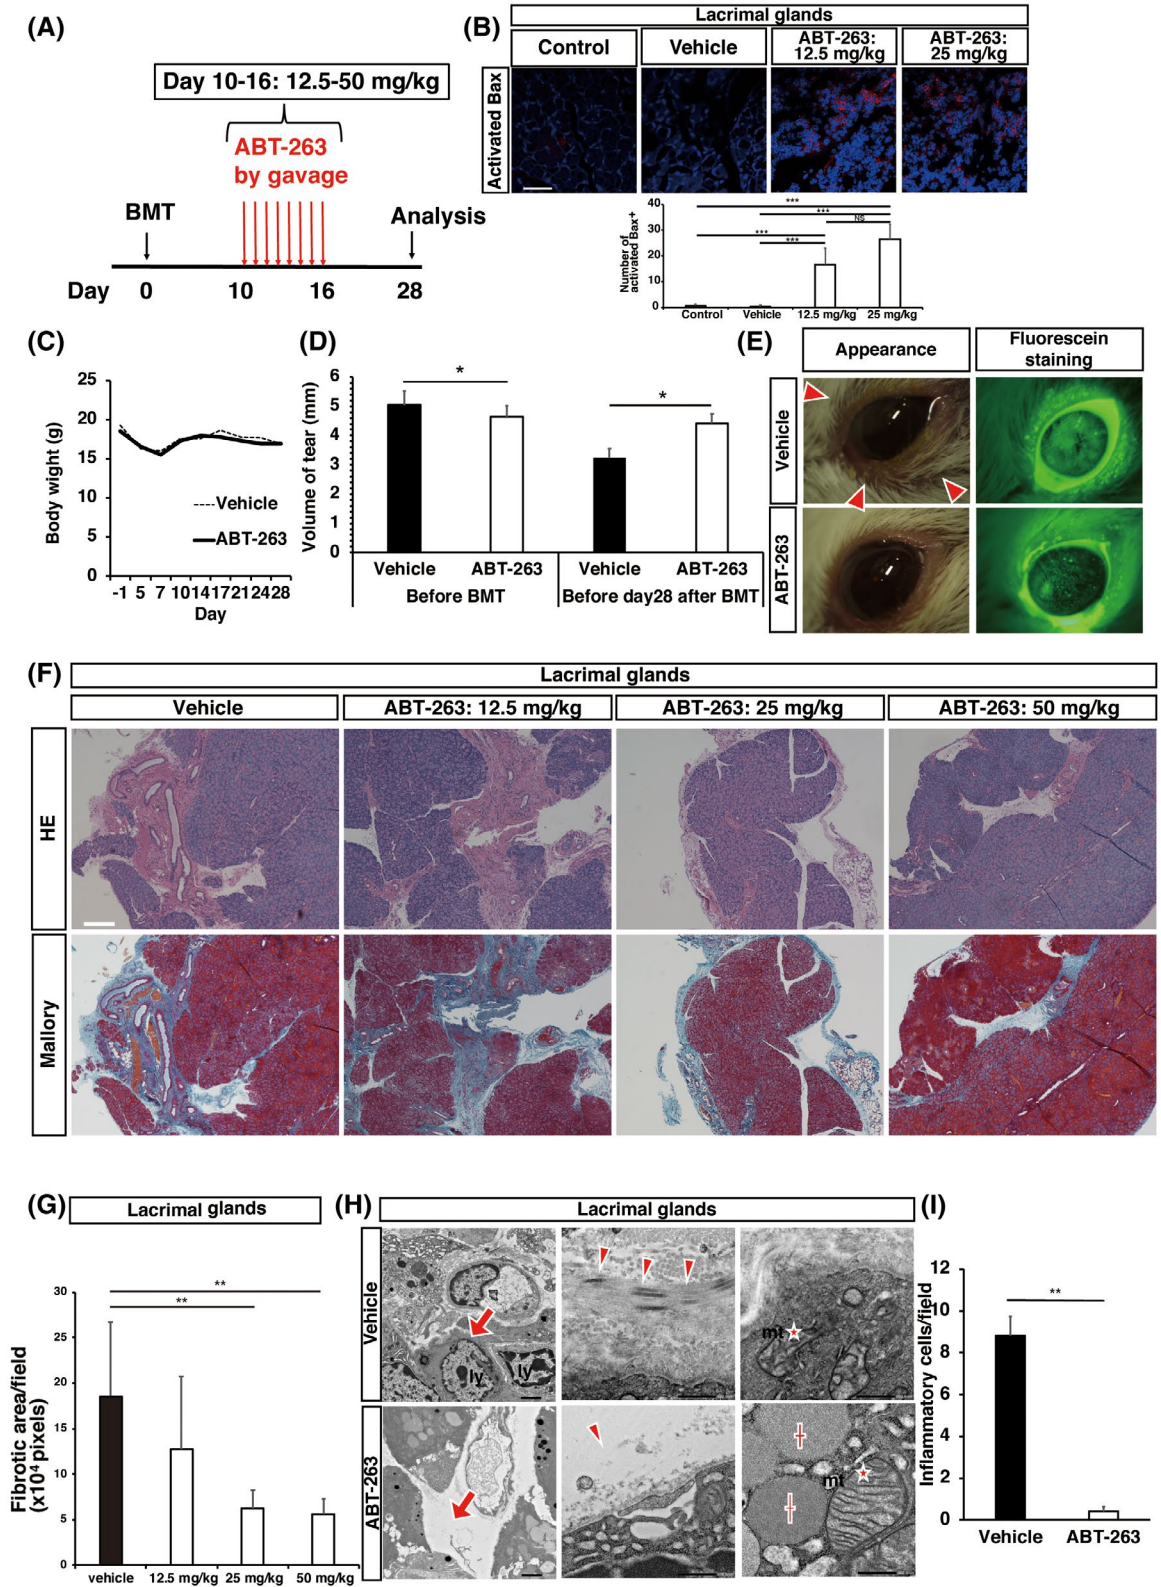 (A)
Day 10-16: 12.5-50 mg/kg
ABT-263
by gavage
BMT
Analysis
Day 0 10 16 28
(B)
Lacrimal glands
Control Vehicle ABT-263: 12.5 mg/kg ABT-263: 25 mg/kg
Activated Bax
Number of
activated Bax+
40
30
20
10
0
***
***
NS
***
***
Control Vehicle 12.5 mg/kg 25 mg/kg
(C)
Body wight (g)
25
20
15
10
5
0
Vehicle
ABT-263
-1 5 7 10 14 17 21 24 28
Day
(D)
Volume of tear (mm)
6
5
4
3
2
1
0
*
*
Vehicle ABT-263 Vehicle ABT-263
Before BMT Before day28 after BMT
(E)
Appearance
Fluorescein
staining
Vehicle
ABT-263
(F)
Lacrimal glands
Vehicle ABT-263: 12.5 mg/kg ABT-263: 25 mg/kg ABT-263: 50 mg/kg
HE
Mallory
(G)
Lacrimal glands
Fibrotic area/field
(x10⁴ pixels)
30
25
20
15
10
5
0
**
**
vehicle 12.5 mg/kg 25 mg/kg 50 mg/kg
(H)
Lacrimal glands
Vehicle
ly
ly
mt
ABT-263
mt
(I)
Inflammatory cells/field
12
10
8
6
4
2
0
**
Vehicle ABT-263